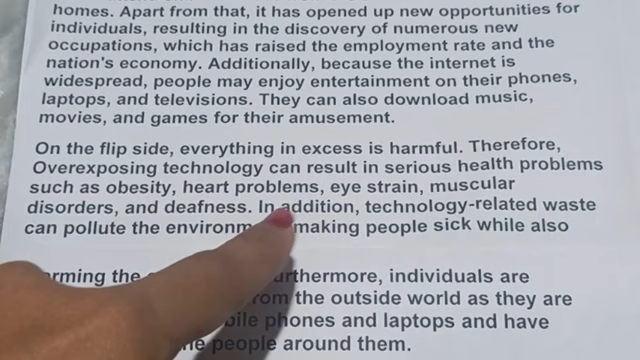 homes. Apart from that, it has opened up new opportunities for
individuals, resulting in the discovery of numerous new
occupations, which has raised the employment rate and the
nation's economy. Additionally, because the internet is
widespread, people may enjoy entertainment on their phones,
laptops, and televisions. They can also download music,
movies, and games for their amusement.
On the flip side, everything in excess is harmful. Therefore,
Overexposing technology can result in serious health problems
such as obesity, heart problems, eye strain, muscular
disorders, and deafness. In addition, technology-related waste
can pollute the making people sick while also
the individuals are
the outside world as they are
phones and laptops and have
people around them.